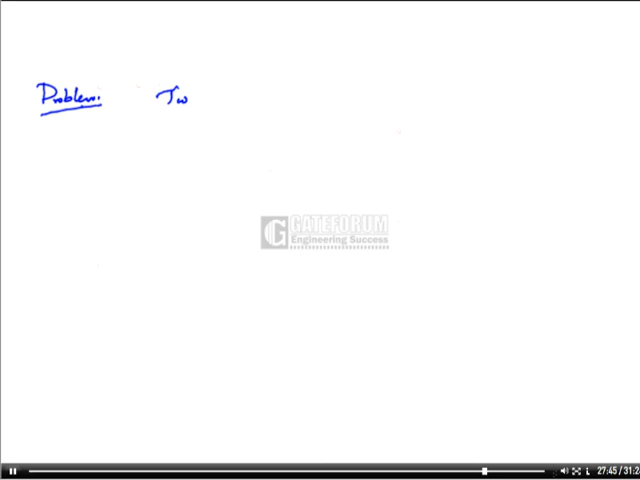 Problem: Tw
GATEFORUM
Engineering Success
27:45 / 31:2